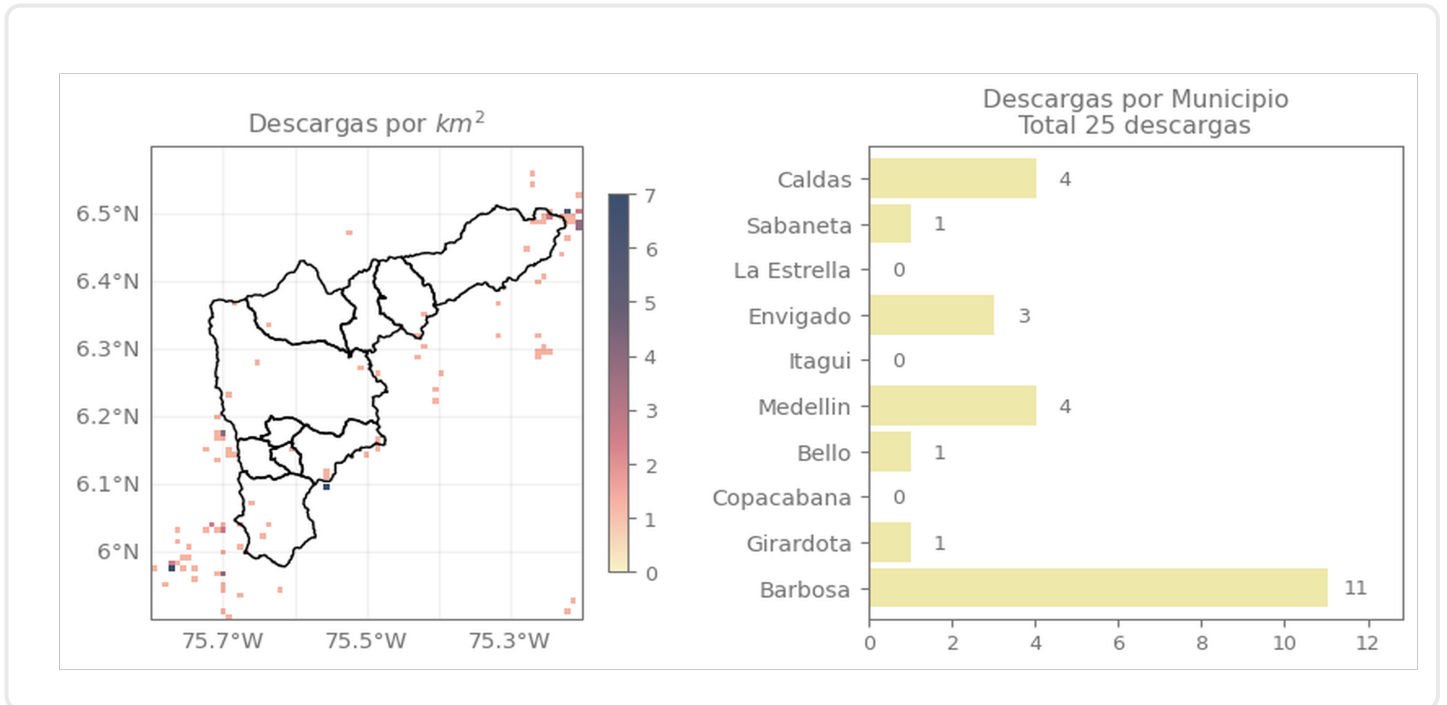 Descargas por km²
6.5°N
6.4°N
6.3°N
6.2°N
6.1°N
6°N
75.7°W 75.5°W 75.3°W
7
6
5
4
3
2
1
0
Descargas por Municipio
Total 25 descargas
Caldas 4
Sabaneta 1
La Estrella 0
Envigado 3
Itagui 0
Medellin 4
Bello 1
Copacabana 0
Girardota 1
Barbosa 11
0 2 4 6 8 10 12